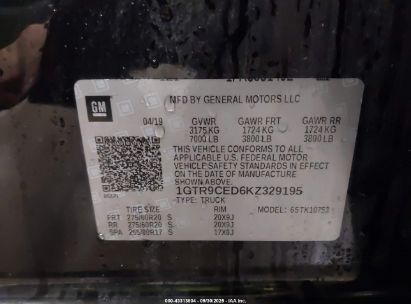 GM
MFD BY GENERAL MOTORS LLC
04/19 GVWR GAWR FRT GAWR RR
3175 KG 1724 KG 1724 KG
7000 LB 3800 LB 3800 LB
THIS VEHICLE CONFORMS TO ALL
APPLICABLE U.S. FEDERAL MOTOR
VEHICLE SAFETY STANDARDS IN
EFFECT ON THE DATE OF
MANUFACTURE SHOWN ABOVE.
1GTR9CED6KZ329195
TYPE: TRUCK
TIRE SIZE RIM MODEL:
FRT 275/60R20 S 20X9J
RR 275/60R20 S 20X9J
SPA 255/80R17 S 17X8J